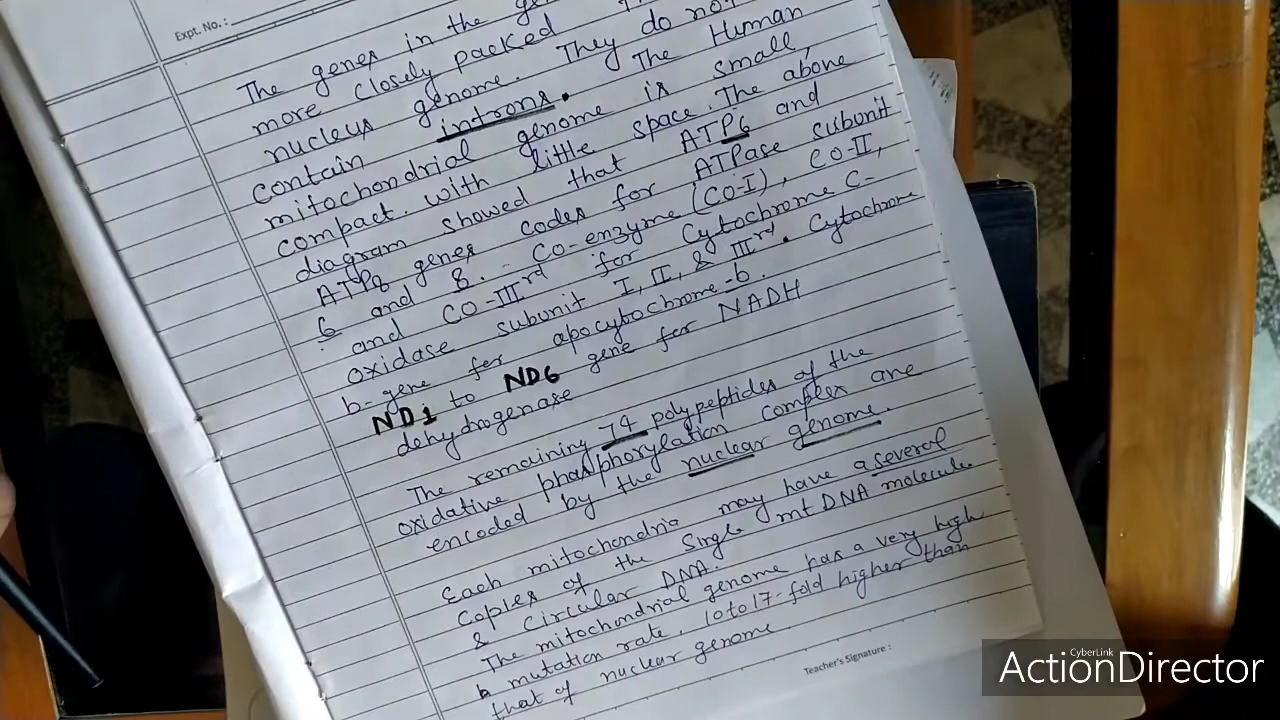 Expt. No. :
The genes in the
more closely packed
nucleus genome. They do not
contain introns. The Human
mitochondrial genome is small,
compact with little space. The above
diagram showed that ATP6 and
ATP8 genes codes for ATPase subunit
6 and 8. - CO-enzyme (CO-I), CO-II,
and CO-IIIrd for Cytochrome C-
oxidase subunit I, II, & IIIrd. Cytochrome
b-gene for apocytochrome-b.
ND1 to ND6 gene for NADH
dehydrogenase
The remaining 74 polypeptides of the
oxidative phosphorylation complex are
encoded by the nuclear genome.
Each mitochondria may have a several
copies of the single mt DNA molecule
& circular DNA.
The mitochondrial genome has a very high
mutation rate, 10 to 17-fold higher than
that of nuclear genome
Teacher's Signature :
CyberLink
ActionDirector